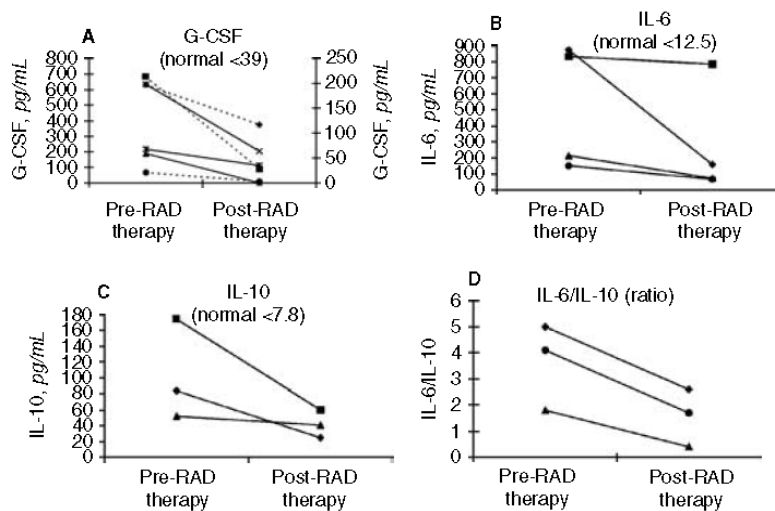 A
G-CSF
(normal <39)
G-CSF, pg/mL
800
700
600
500
400
300
200
100
0
250
200
150
100
50
0
G-CSF, pg/mL
Pre-RAD
therapy
Post-RAD
therapy
B
IL-6
(normal <12.5)
IL-6, pg/mL
900
800
700
600
500
400
300
200
100
0
Pre-RAD
therapy
Post-RAD
therapy
C
IL-10
(normal <7.8)
IL-10, pg/mL
180
160
140
120
100
80
60
40
20
Pre-RAD
therapy
Post-RAD
therapy
D
IL-6/IL-10 (ratio)
IL-6/IL-10
6
5
4
3
2
1
0
Pre-RAD
therapy
Post-RAD
therapy